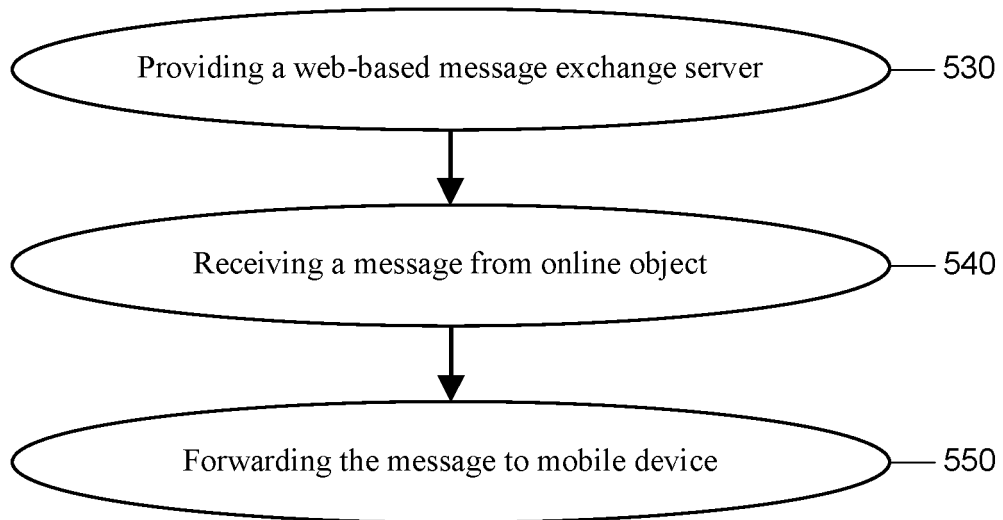 Providing a web-based message exchange server 530
Receiving a message from online object 540
Forwarding the message to mobile device 550